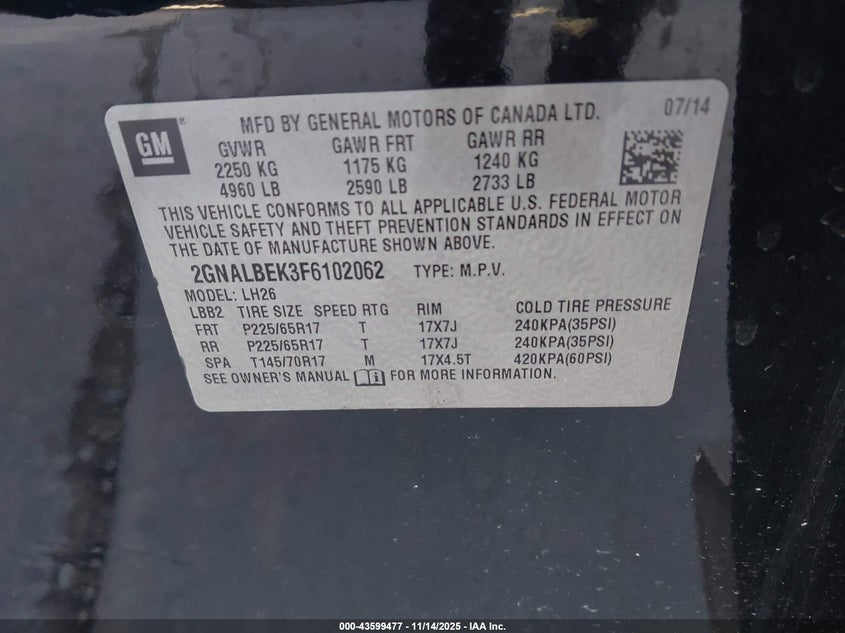 GM®
MFD BY GENERAL MOTORS OF CANADA LTD. 07/14
GVWR GAWR FRT GAWR RR
2250 KG 1175 KG 1240 KG
4960 LB 2590 LB 2733 LB
THIS VEHICLE CONFORMS TO ALL APPLICABLE U.S. FEDERAL MOTOR
VEHICLE SAFETY AND THEFT PREVENTION STANDARDS IN EFFECT ON
THE DATE OF MANUFACTURE SHOWN ABOVE.
2GNALBEK3F6102062 TYPE: M.P.V.
MODEL: LH26
LBB2 TIRE SIZE SPEED RTG RIM COLD TIRE PRESSURE
FRT P225/65R17 T 17X7J 240KPA(35PSI)
RR P225/65R17 T 17X7J 240KPA(35PSI)
SPA T145/70R17 M 17X4.5T 420KPA(60PSI)
SEE OWNER'S MANUAL FOR MORE INFORMATION.
000-43599477 - 11/14/2025 - IAA Inc.